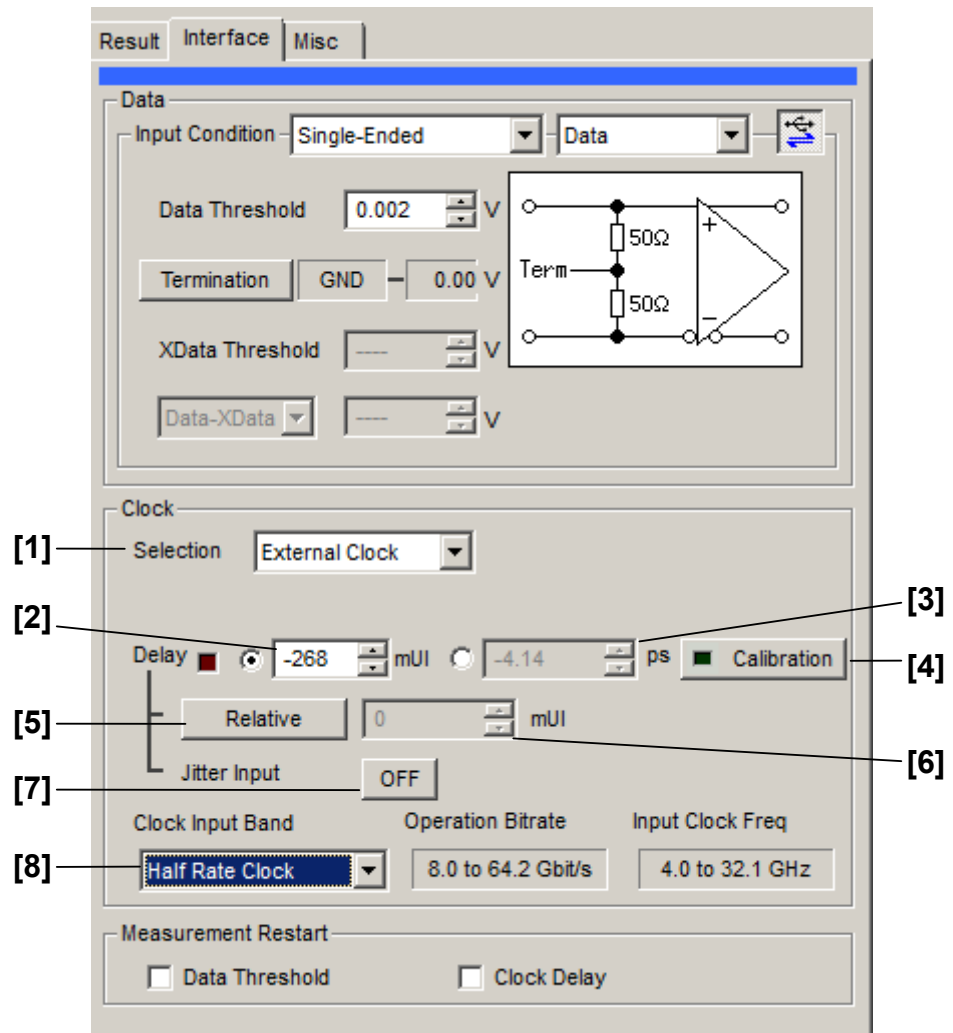 Result Interface Misc
Data
Input Condition Single-Ended Data
Data Threshold 0.002 V
50Ω
Termination GND 0.00 V
Term
50Ω
XData Threshold ---- V
Data-XData ---- V
+
−
Clock
[1] Selection External Clock
[2] [3]
Delay -268 mUI -4.14 ps Calibration [4]
[5] Relative 0 mUI [6]
[7] Jitter Input OFF
Clock Input Band Operation Bitrate Input Clock Freq
[8] Half Rate Clock 8.0 to 64.2 Gbit/s 4.0 to 32.1 GHz
Measurement Restart
Data Threshold Clock Delay